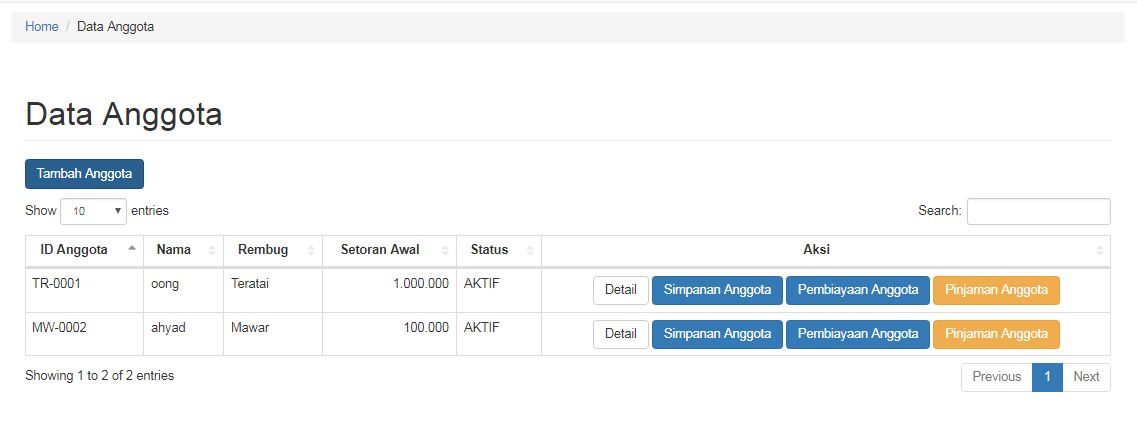 Home / Data Anggota
Data Anggota
Tambah Anggota
Show 10 entries Search:
ID Anggota Nama Rembug Setoran Awal Status Aksi
TR-0001 oong Teratai 1.000.000 AKTIF Detail Simpanan Anggota Pembiayaan Anggota Pinjaman Anggota
MW-0002 ahyad Mawar 100.000 AKTIF Detail Simpanan Anggota Pembiayaan Anggota Pinjaman Anggota
Showing 1 to 2 of 2 entries Previous 1 Next